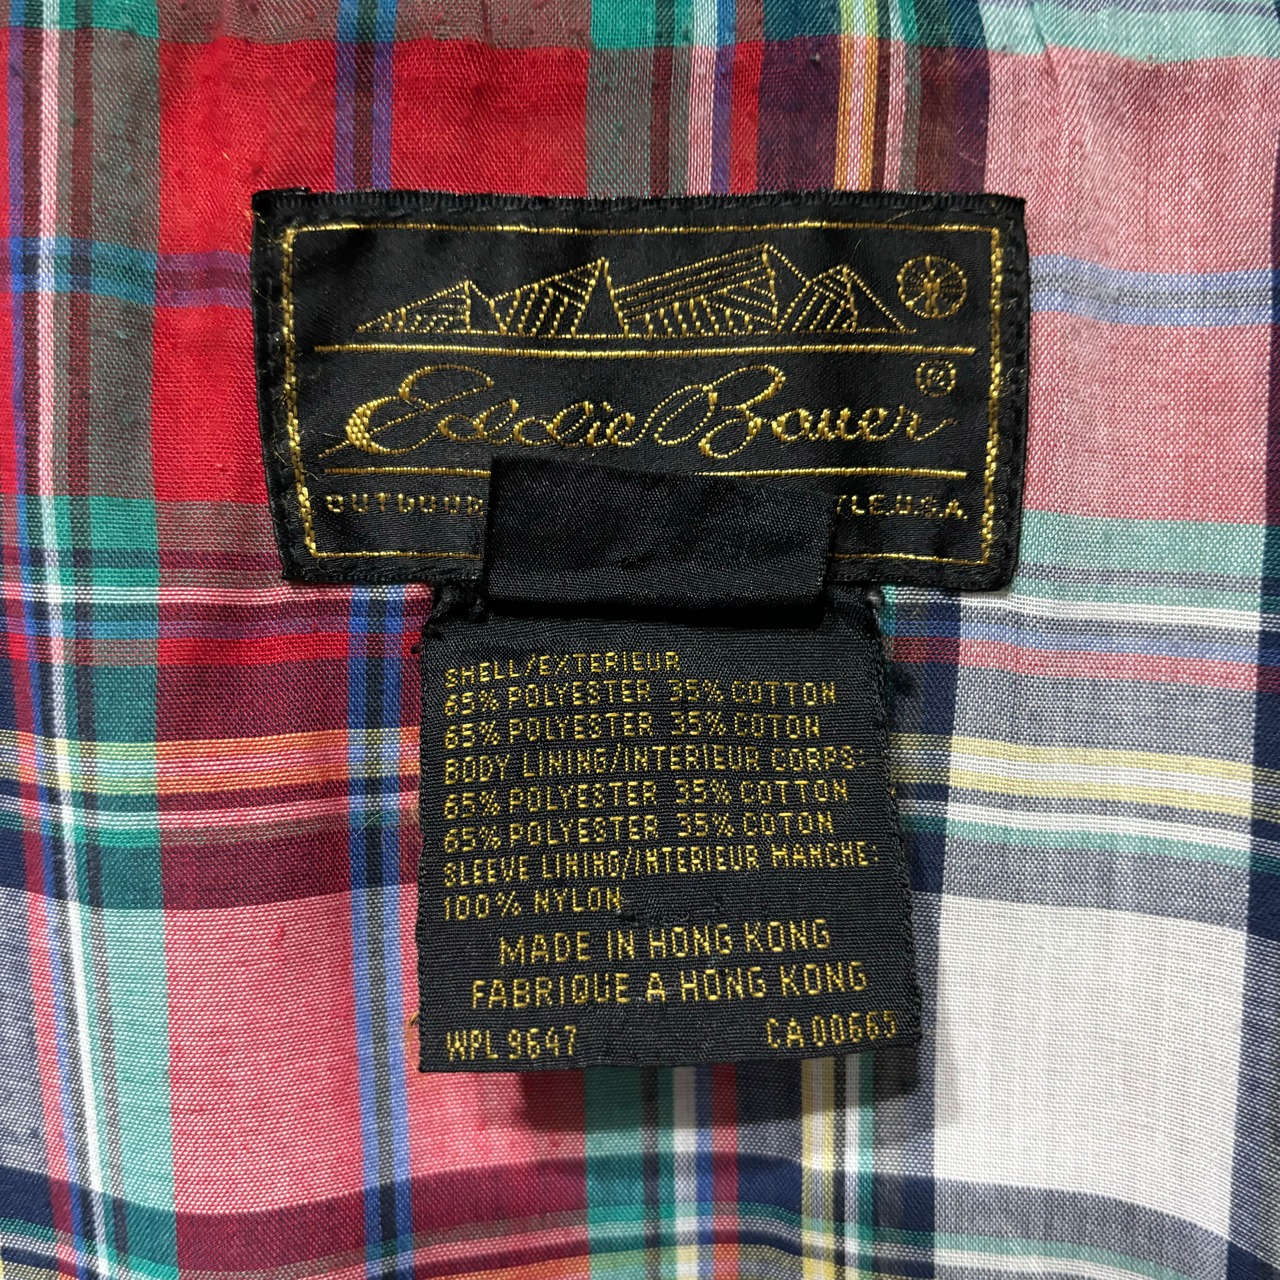 Eddie Bauer ®
SHELL/EXTERIEUR
65% POLYESTER 35% COTTON
65% POLYESTER 35% COTON
BODY LINING/INTERIEUR CORPS:
65% POLYESTER 35% COTTON
65% POLYESTER 35% COTON
SLEEVE LINING/INTERIEUR MANCHE:
100% NYLON
MADE IN HONG KONG
FABRIQUE A HONG KONG
WPL 9647 CA 00665